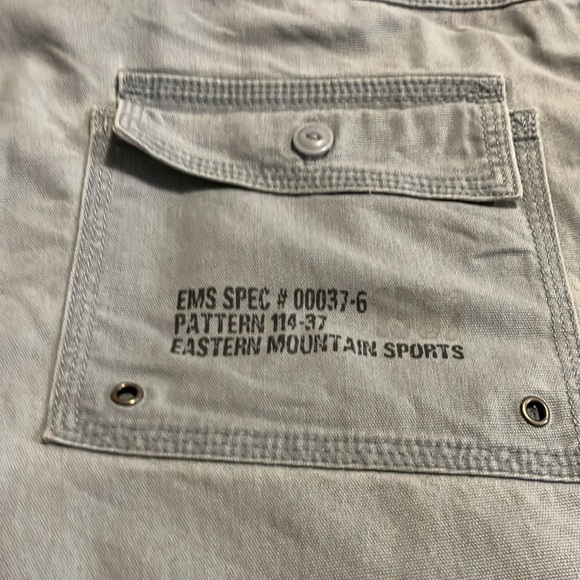 EMS SPEC # 00037-6
PATTERN 114-37
EASTERN MOUNTAIN SPORTS